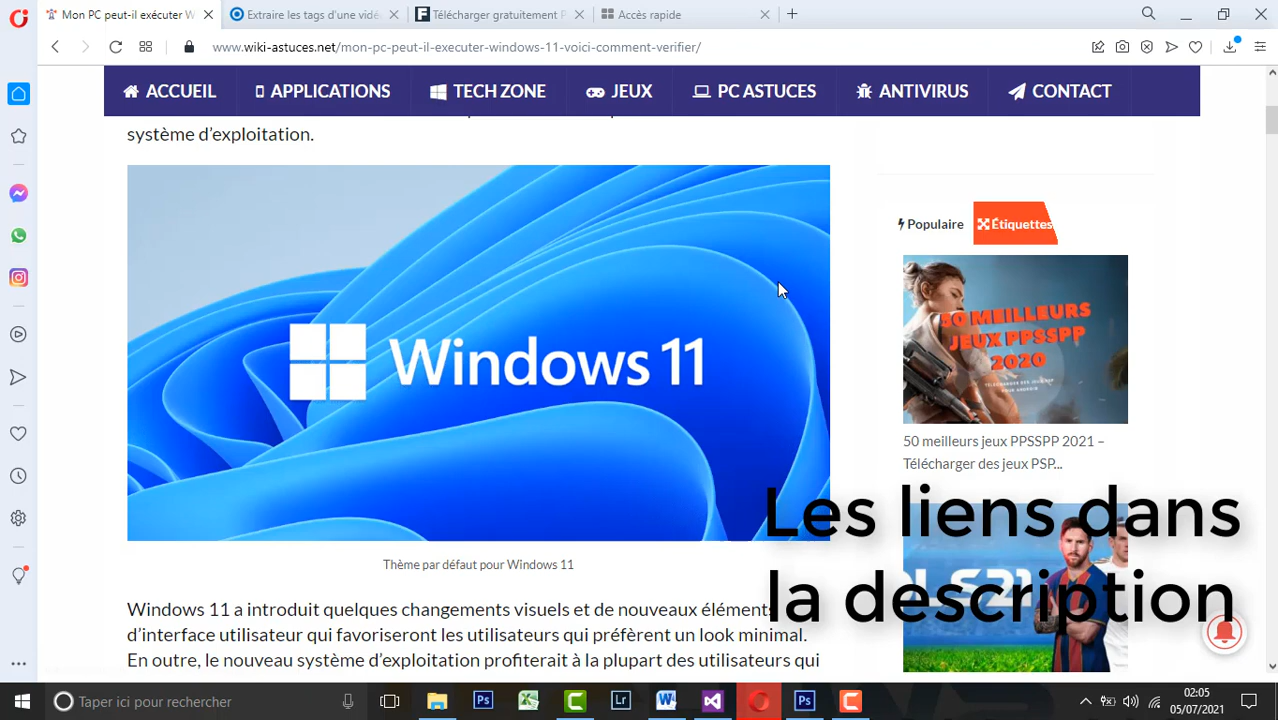 Mon PC peut-il exécuter W
Extraire les tags d'une vidé
Télécharger gratuitement P
Accès rapide
www.wiki-astuces.net/mon-pc-peut-il-executer-windows-11-voici-comment-verifier/
ACCUEIL
APPLICATIONS
TECH ZONE
JEUX
PC ASTUCES
ANTIVIRUS
CONTACT
système d'exploitation.
Windows 11
Thème par défaut pour Windows 11
Windows 11 a introduit quelques changements visuels et de nouveaux éléments
d'interface utilisateur qui favoriseront les utilisateurs qui préfèrent un look minimal.
En outre, le nouveau système d'exploitation profiterait à la plupart des utilisateurs qui
Populaire
Étiquettes
50 MEILLEURS
JEUX PPSSPP
2020
50 meilleurs jeux PPSSPP 2021 –
Télécharger des jeux PSP...
Les liens dans
la description
Taper ici pour rechercher
Ps
Lr
W
Ps
02:05
05/07/2021